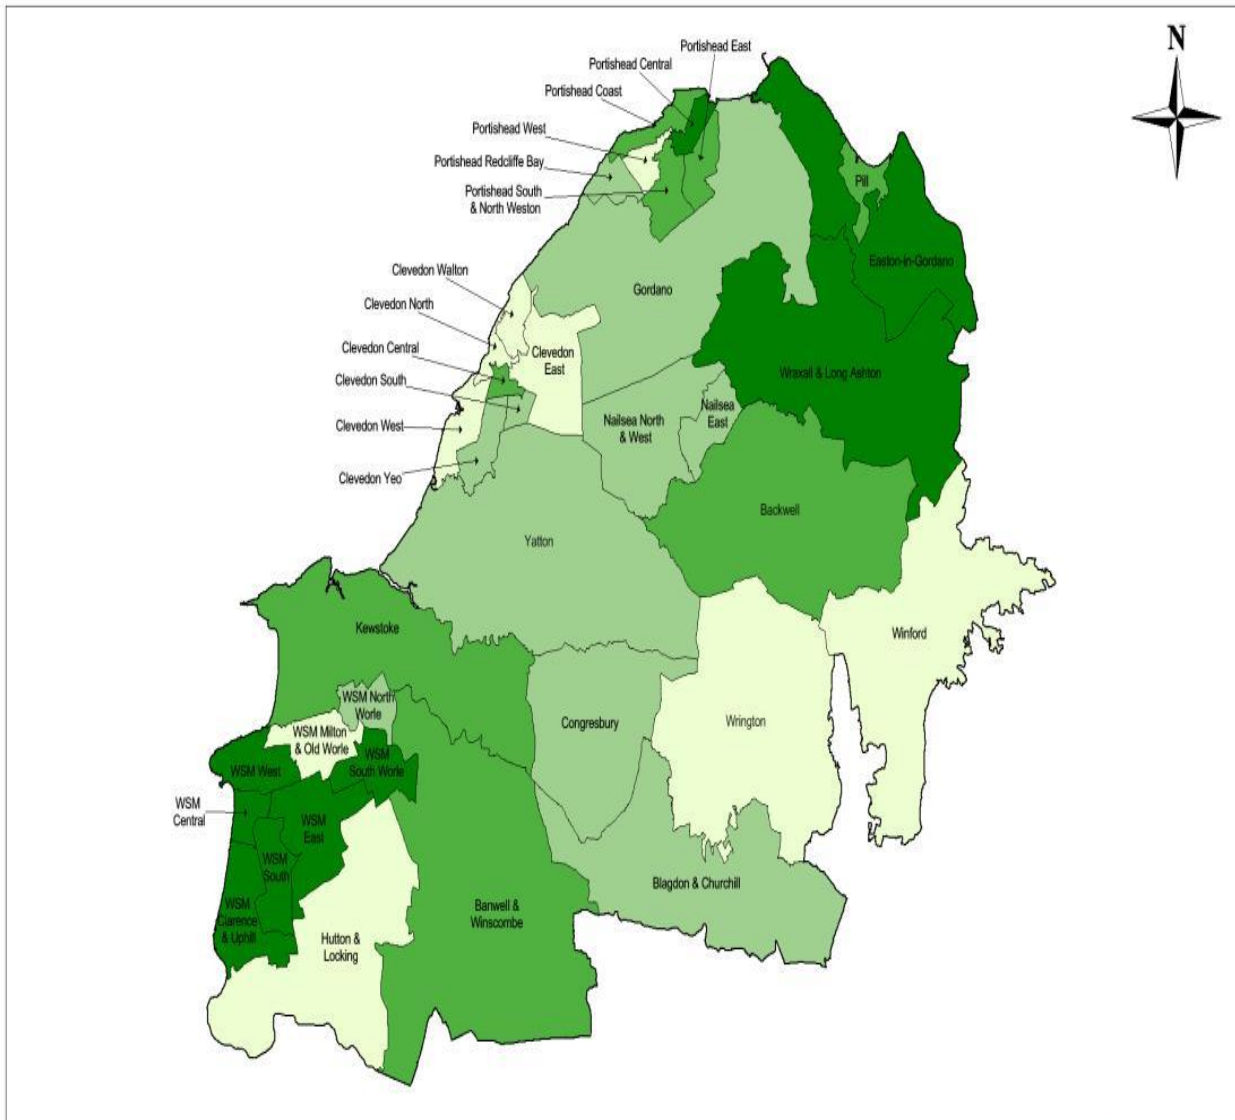 N
Portishead East
Portishead Central
Portishead Coast
Portishead West
Portishead Redcliffe Bay
Portishead South
& North Weston
Pill
Easton-in-Gordano
Clevedon Walton
Gordano
Clevedon North
Clevedon Central
Clevedon
East
Clevedon South
Wraxall & Long Ashton
Clevedon West
Nailsea North
& West
Nailsea
East
Clevedon Yeo
Backwell
Yatton
Kewstoke
Winford
WSM North
Worle
WSM Milton
& Old Worle
Congresbury
Wrington
WSM West
WSM
South Worle
WSM
Central
WSM
East
WSM
South
WSM
Clarence
& Uphill
Blagdon & Churchill
Banwell &
Winscombe
Hutton &
Locking